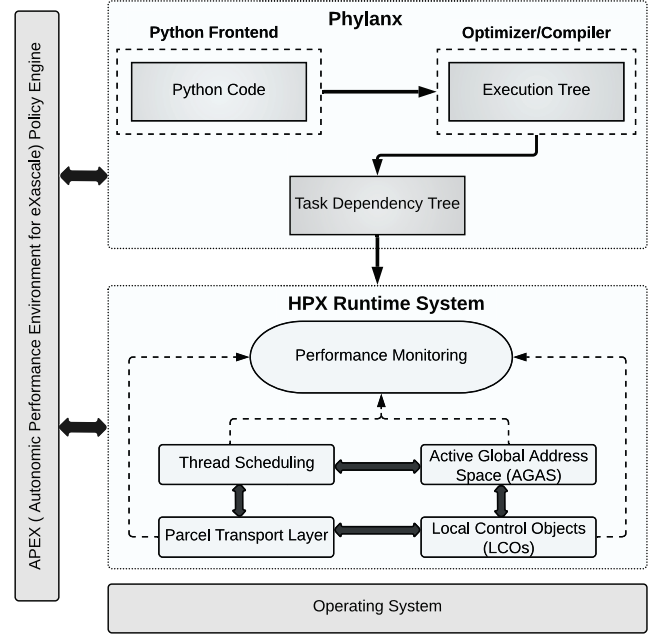 Phylanx
Python Frontend
Optimizer/Compiler
Python Code
Execution Tree
Task Dependency Tree
APEX ( Autonomic Performance Environment for eXascale) Policy Engine
HPX Runtime System
Performance Monitoring
Thread Scheduling
Active Global Address
Space (AGAS)
Parcel Transport Layer
Local Control Objects
(LCOs)
Operating System